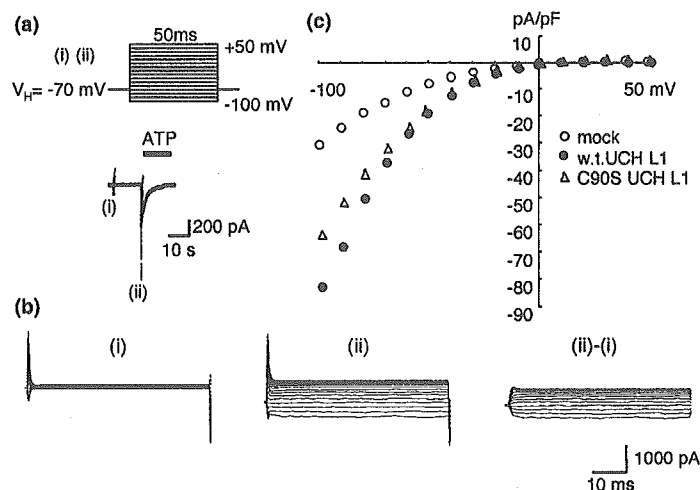 (a)
50ms
(i) (ii)
+50 mV
V_H= -70 mV
-100 mV
ATP
(i)
200 pA
10 s
(ii)
(c)
pA/pF
10
-100
50 mV
-10
-20
-30
-40
-50
-60
-70
-80
-90
mock
w.t.UCH L1
C90S UCH L1
(b)
(i)
(ii)
(ii)-(i)
1000 pA
10 ms